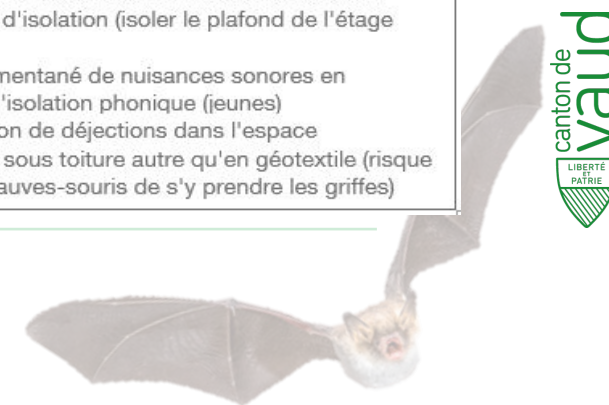 d'isolation (isoler le plafond de l'étage
mentané de nuisances sonores en
'isolation phonique (jeunes)
on de déjections dans l'espace
sous toiture autre qu'en géotextile (risque
auves-souris de s'y prendre les griffes)
canton de
vaud
LIBERTÉ
ET
PATRIE